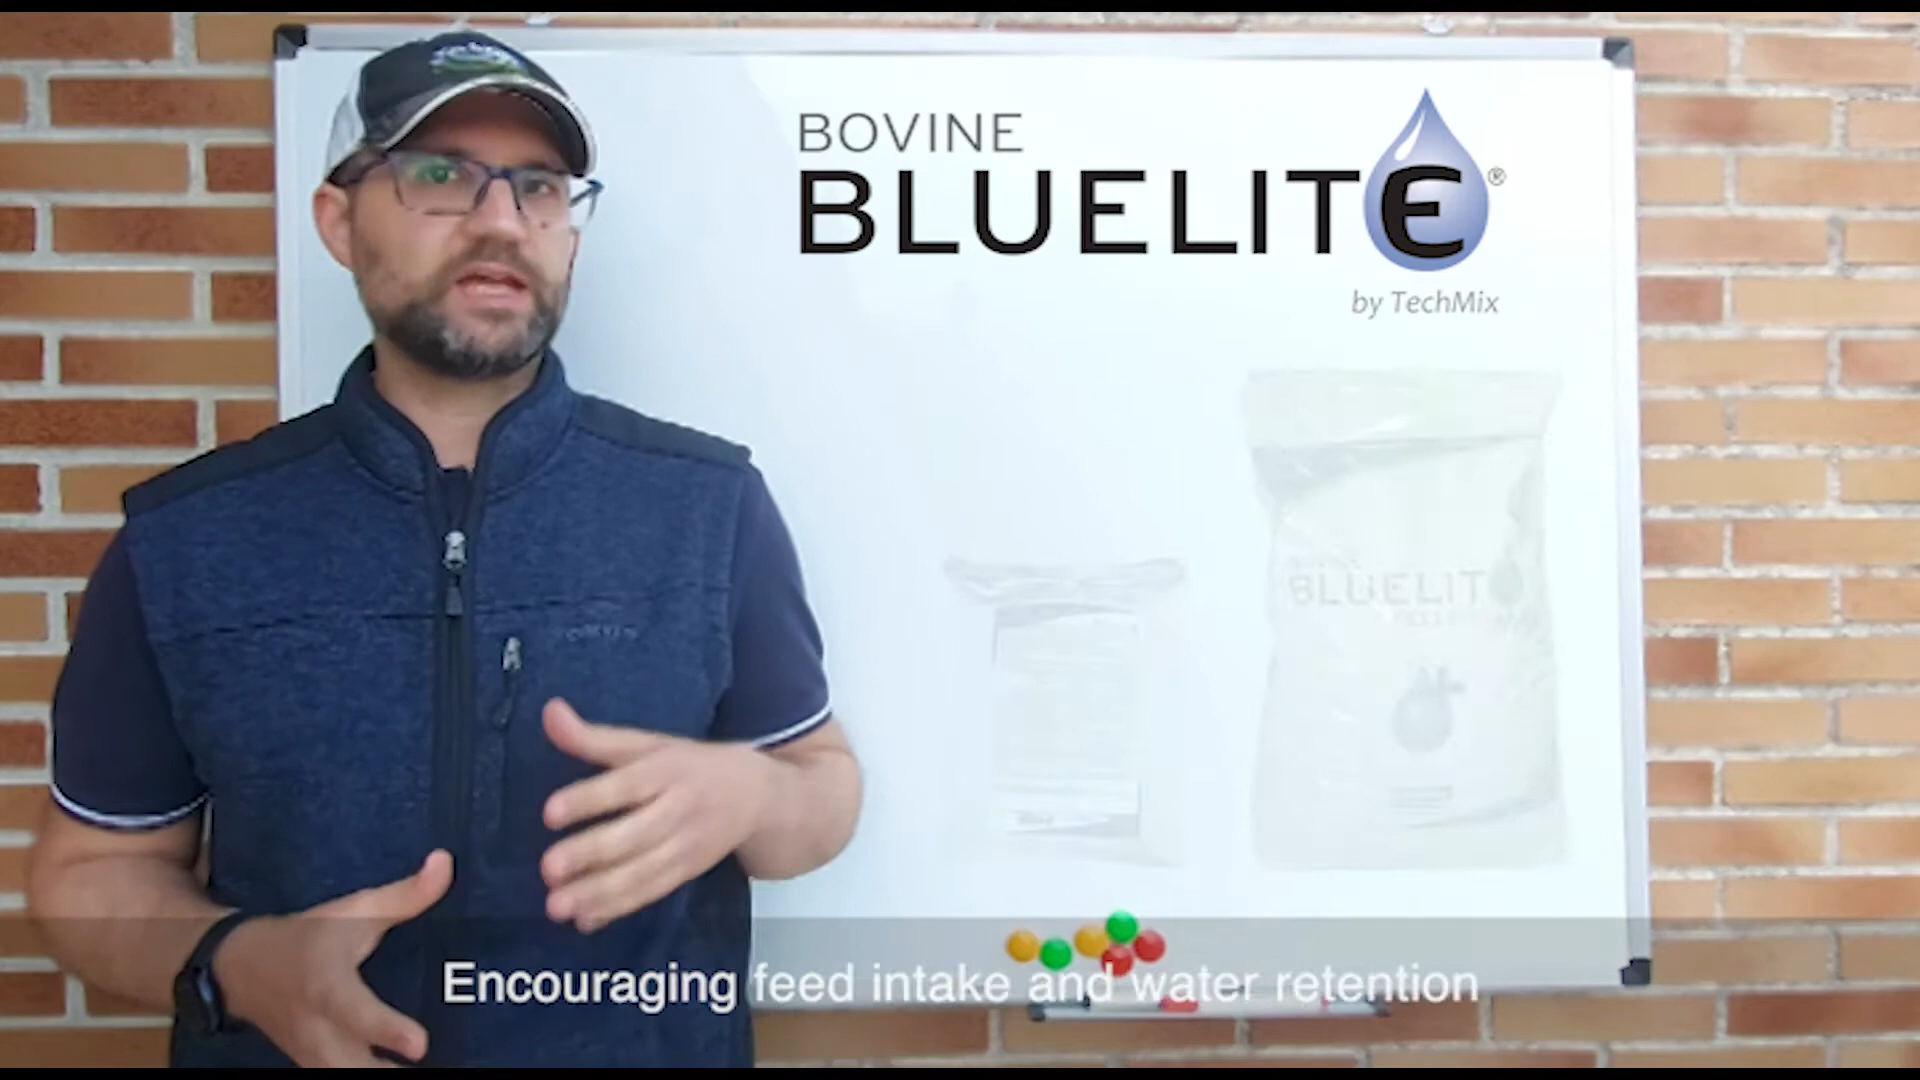 BOVINE
BLUELITE®
by TechMix
BLUELITE
Encouraging feed intake and water retention